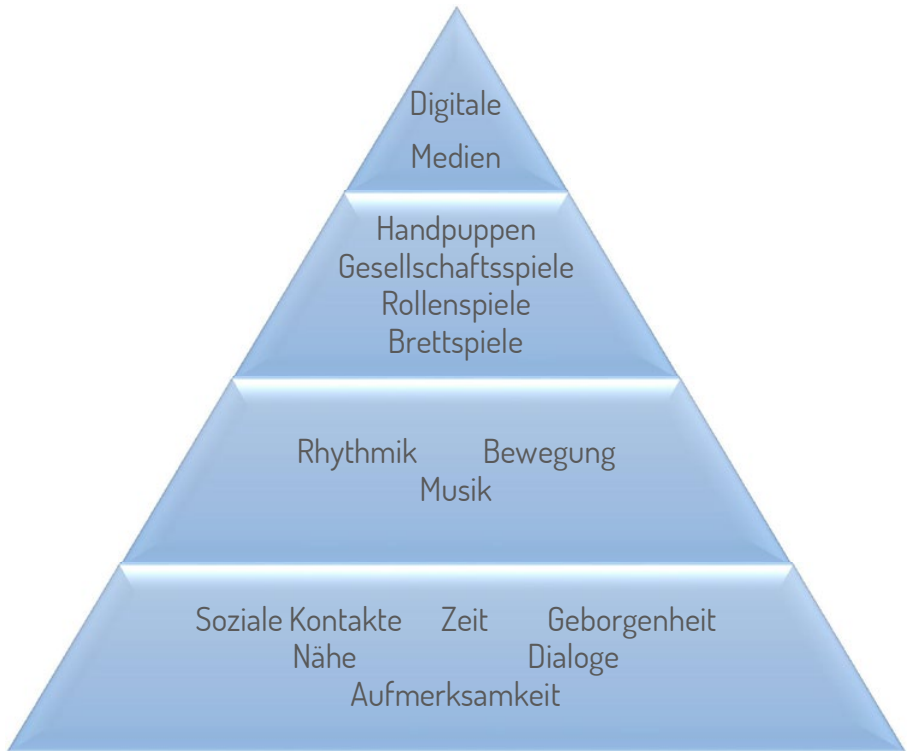 Digitale
Medien
Handpuppen
Gesellschaftsspiele
Rollenspiele
Brettspiele
Rhythmik Bewegung
Musik
Soziale Kontakte Zeit Geborgenheit
Nähe Dialoge
Aufmerksamkeit